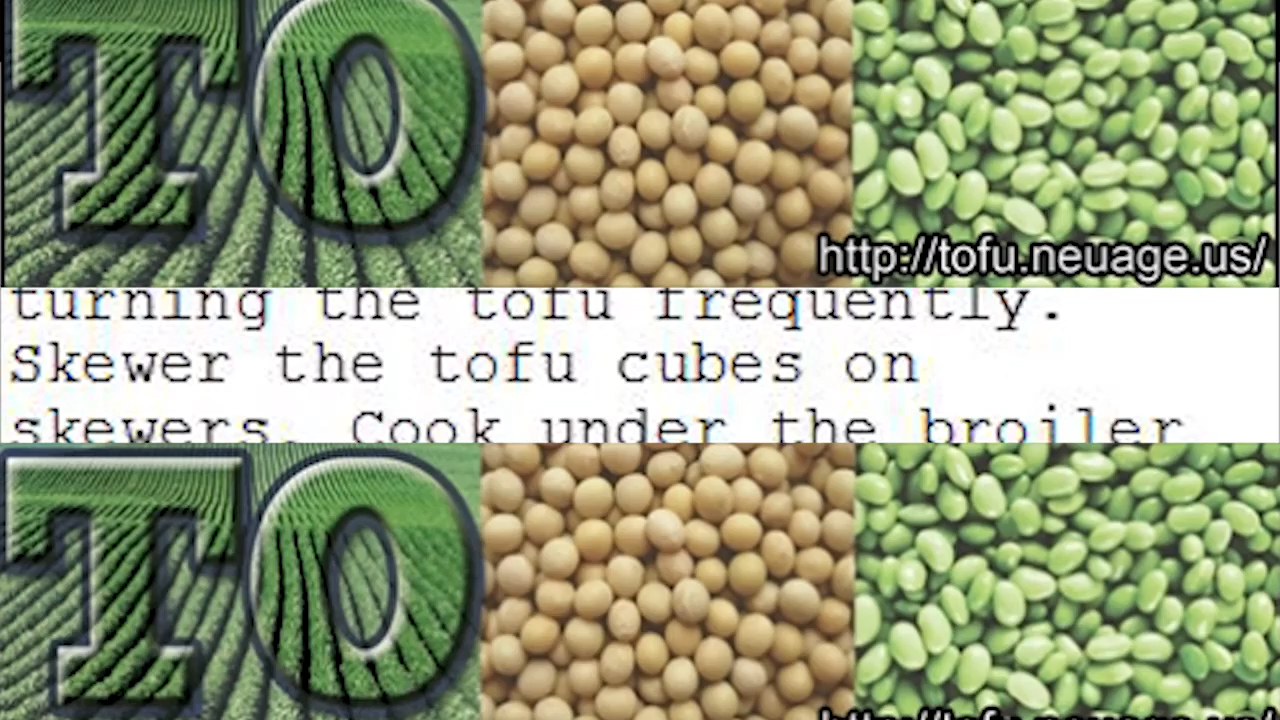 TO
http://tofu.neuage.us/
turning the tofu frequently.
Skewer the tofu cubes on
skewers. Cook under the broiler
TO